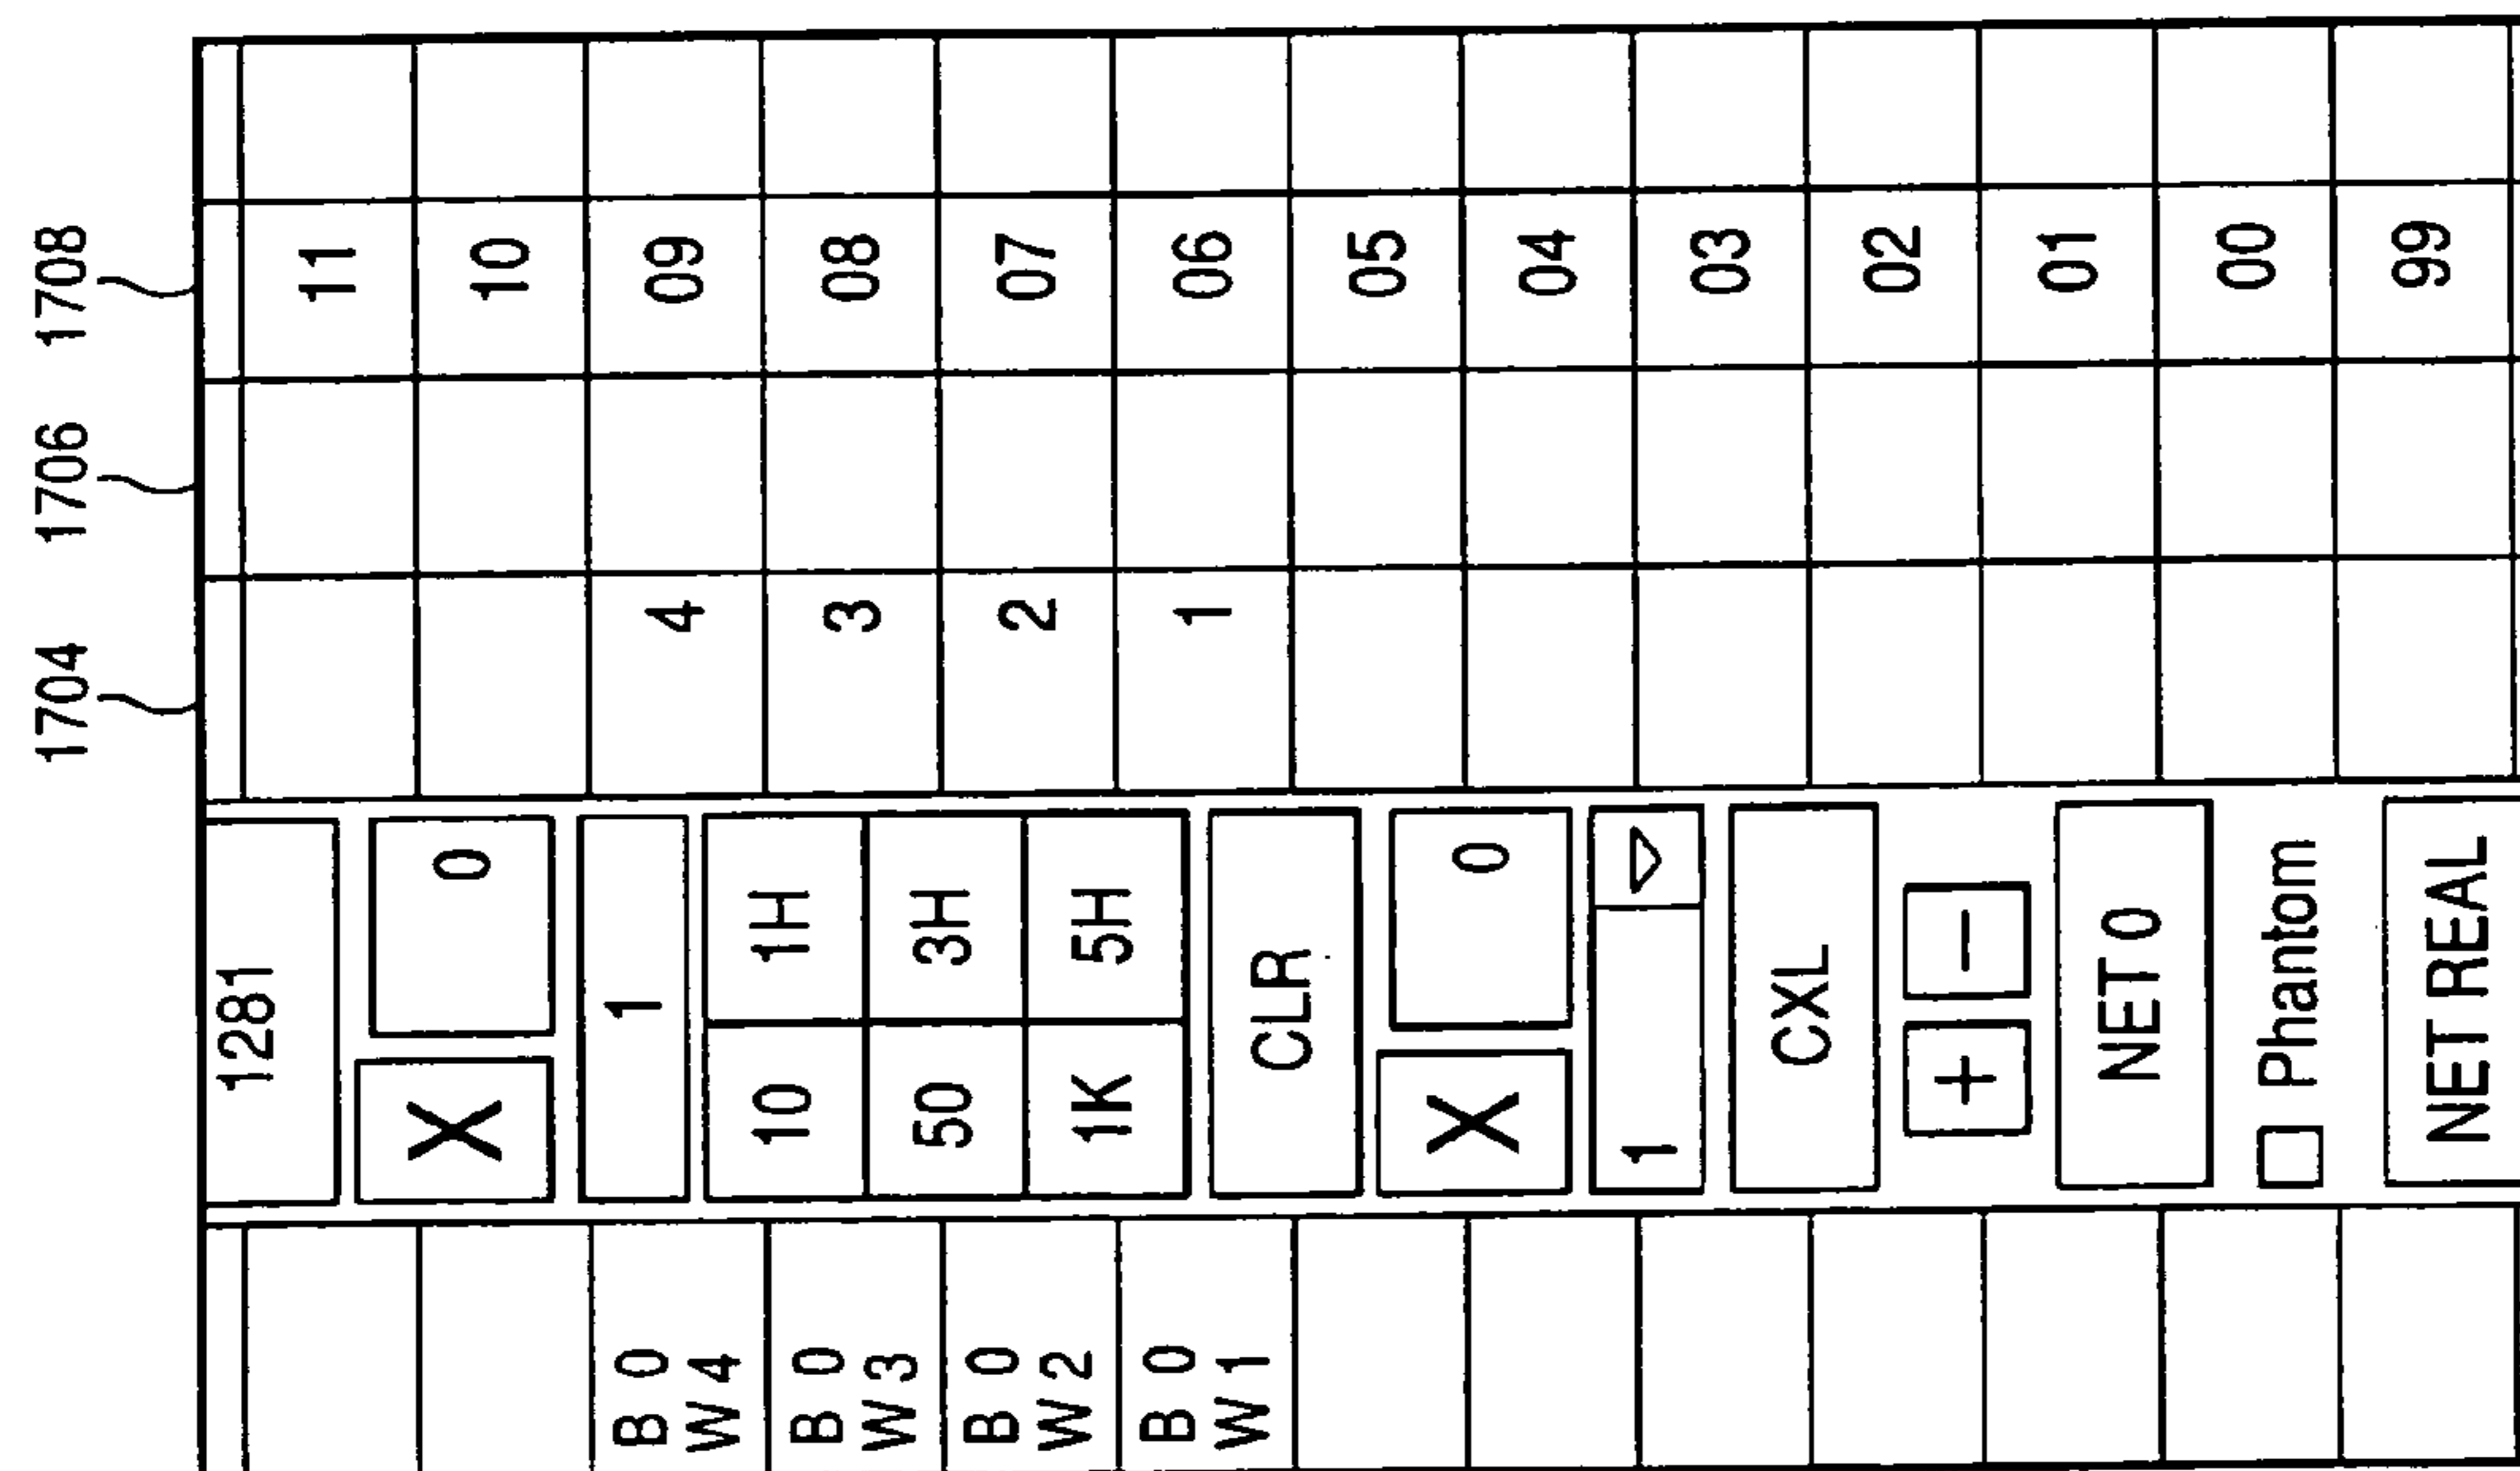 1704 1706 1708
B 0
W 4
B 0
W 3
B 0
W 2
B 0
W 1
1281
X 0
1
10 1H
50 3H
1K 5H
CLR
X 0
1
CXL
+ −
NET 0
Phantom
NET REAL
11
10
4 09
3 08
2 07
1 06
05
04
03
02
01
00
99